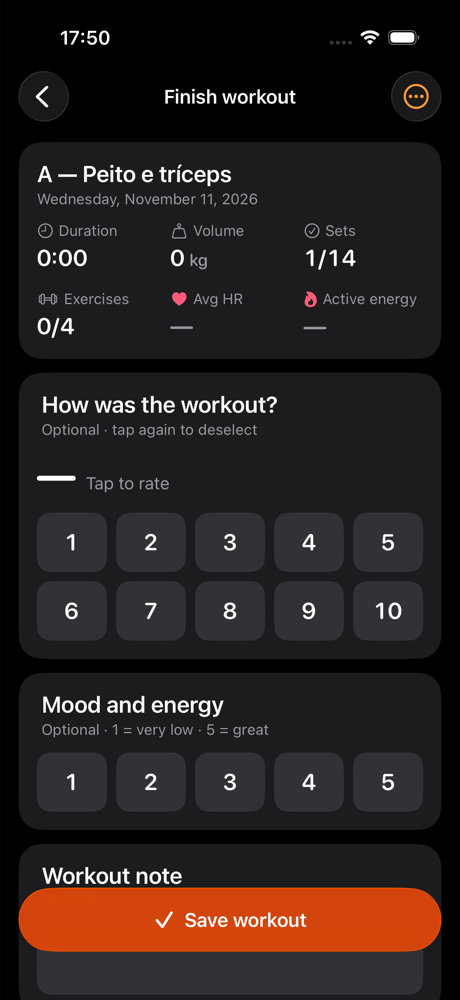 17:50
Finish workout
A — Peito e tríceps
Wednesday, November 11, 2026
Duration Volume Sets
0:00 0 kg 1/14
Exercises Avg HR Active energy
0/4 — —
How was the workout?
Optional · tap again to deselect
— Tap to rate
1 2 3 4 5
6 7 8 9 10
Mood and energy
Optional · 1 = very low · 5 = great
1 2 3 4 5
Workout note
Save workout